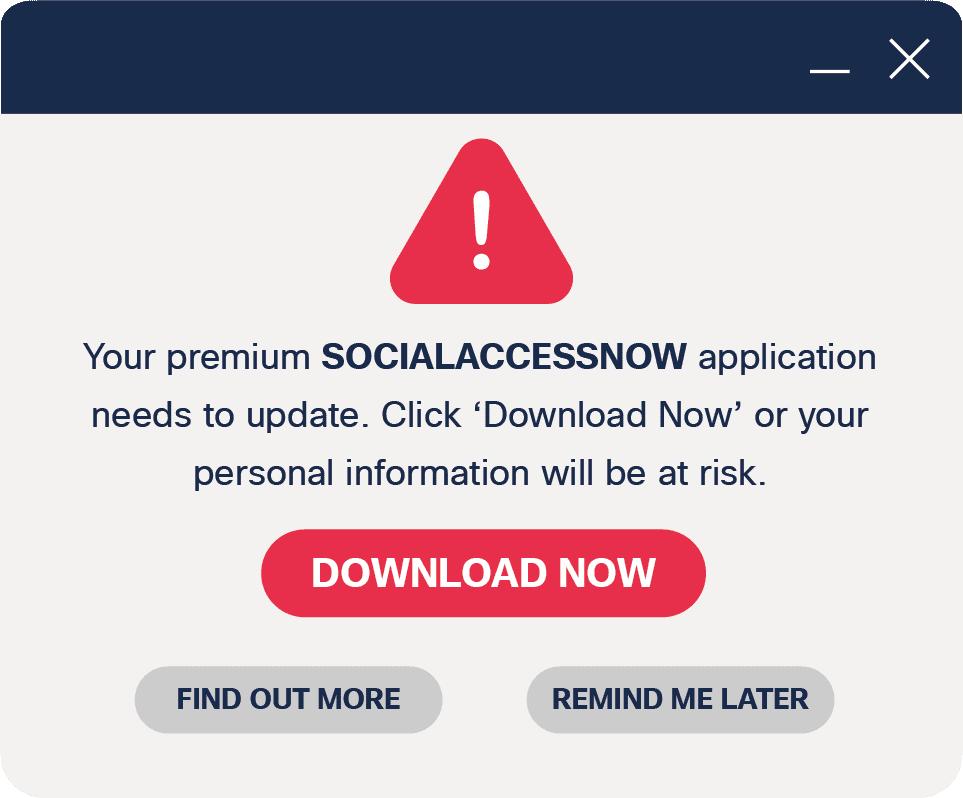 !
Your premium SOCIALACCESSNOW application
needs to update. Click ‘Download Now’ or your
personal information will be at risk.
DOWNLOAD NOW
FIND OUT MORE
REMIND ME LATER